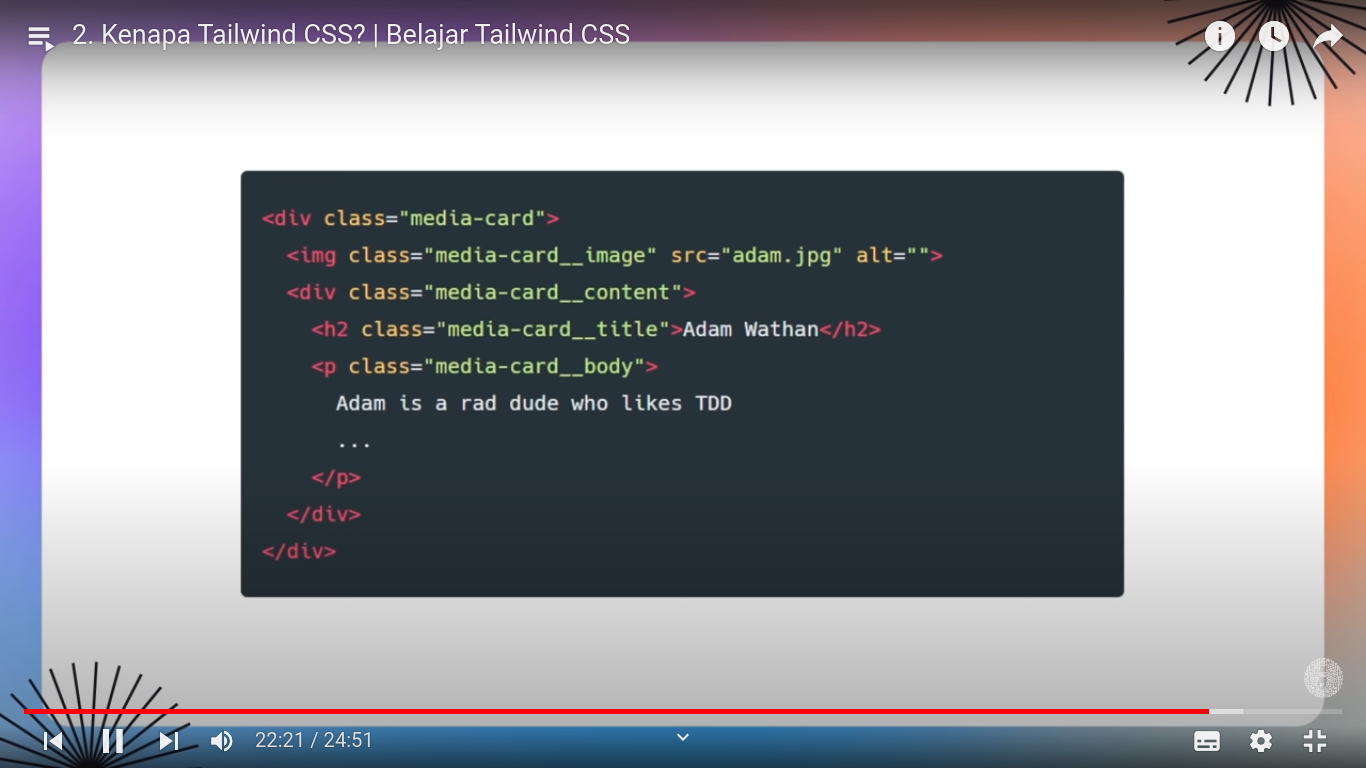 2. Kenapa Tailwind CSS? | Belajar Tailwind CSS
<div class="media-card">
  <img class="media-card__image" src="adam.jpg" alt="">
  <div class="media-card__content">
    <h2 class="media-card__title">Adam Wathan</h2>
    <p class="media-card__body">
      Adam is a rad dude who likes TDD
      ...
    </p>
  </div>
</div>
22:21 / 24:51